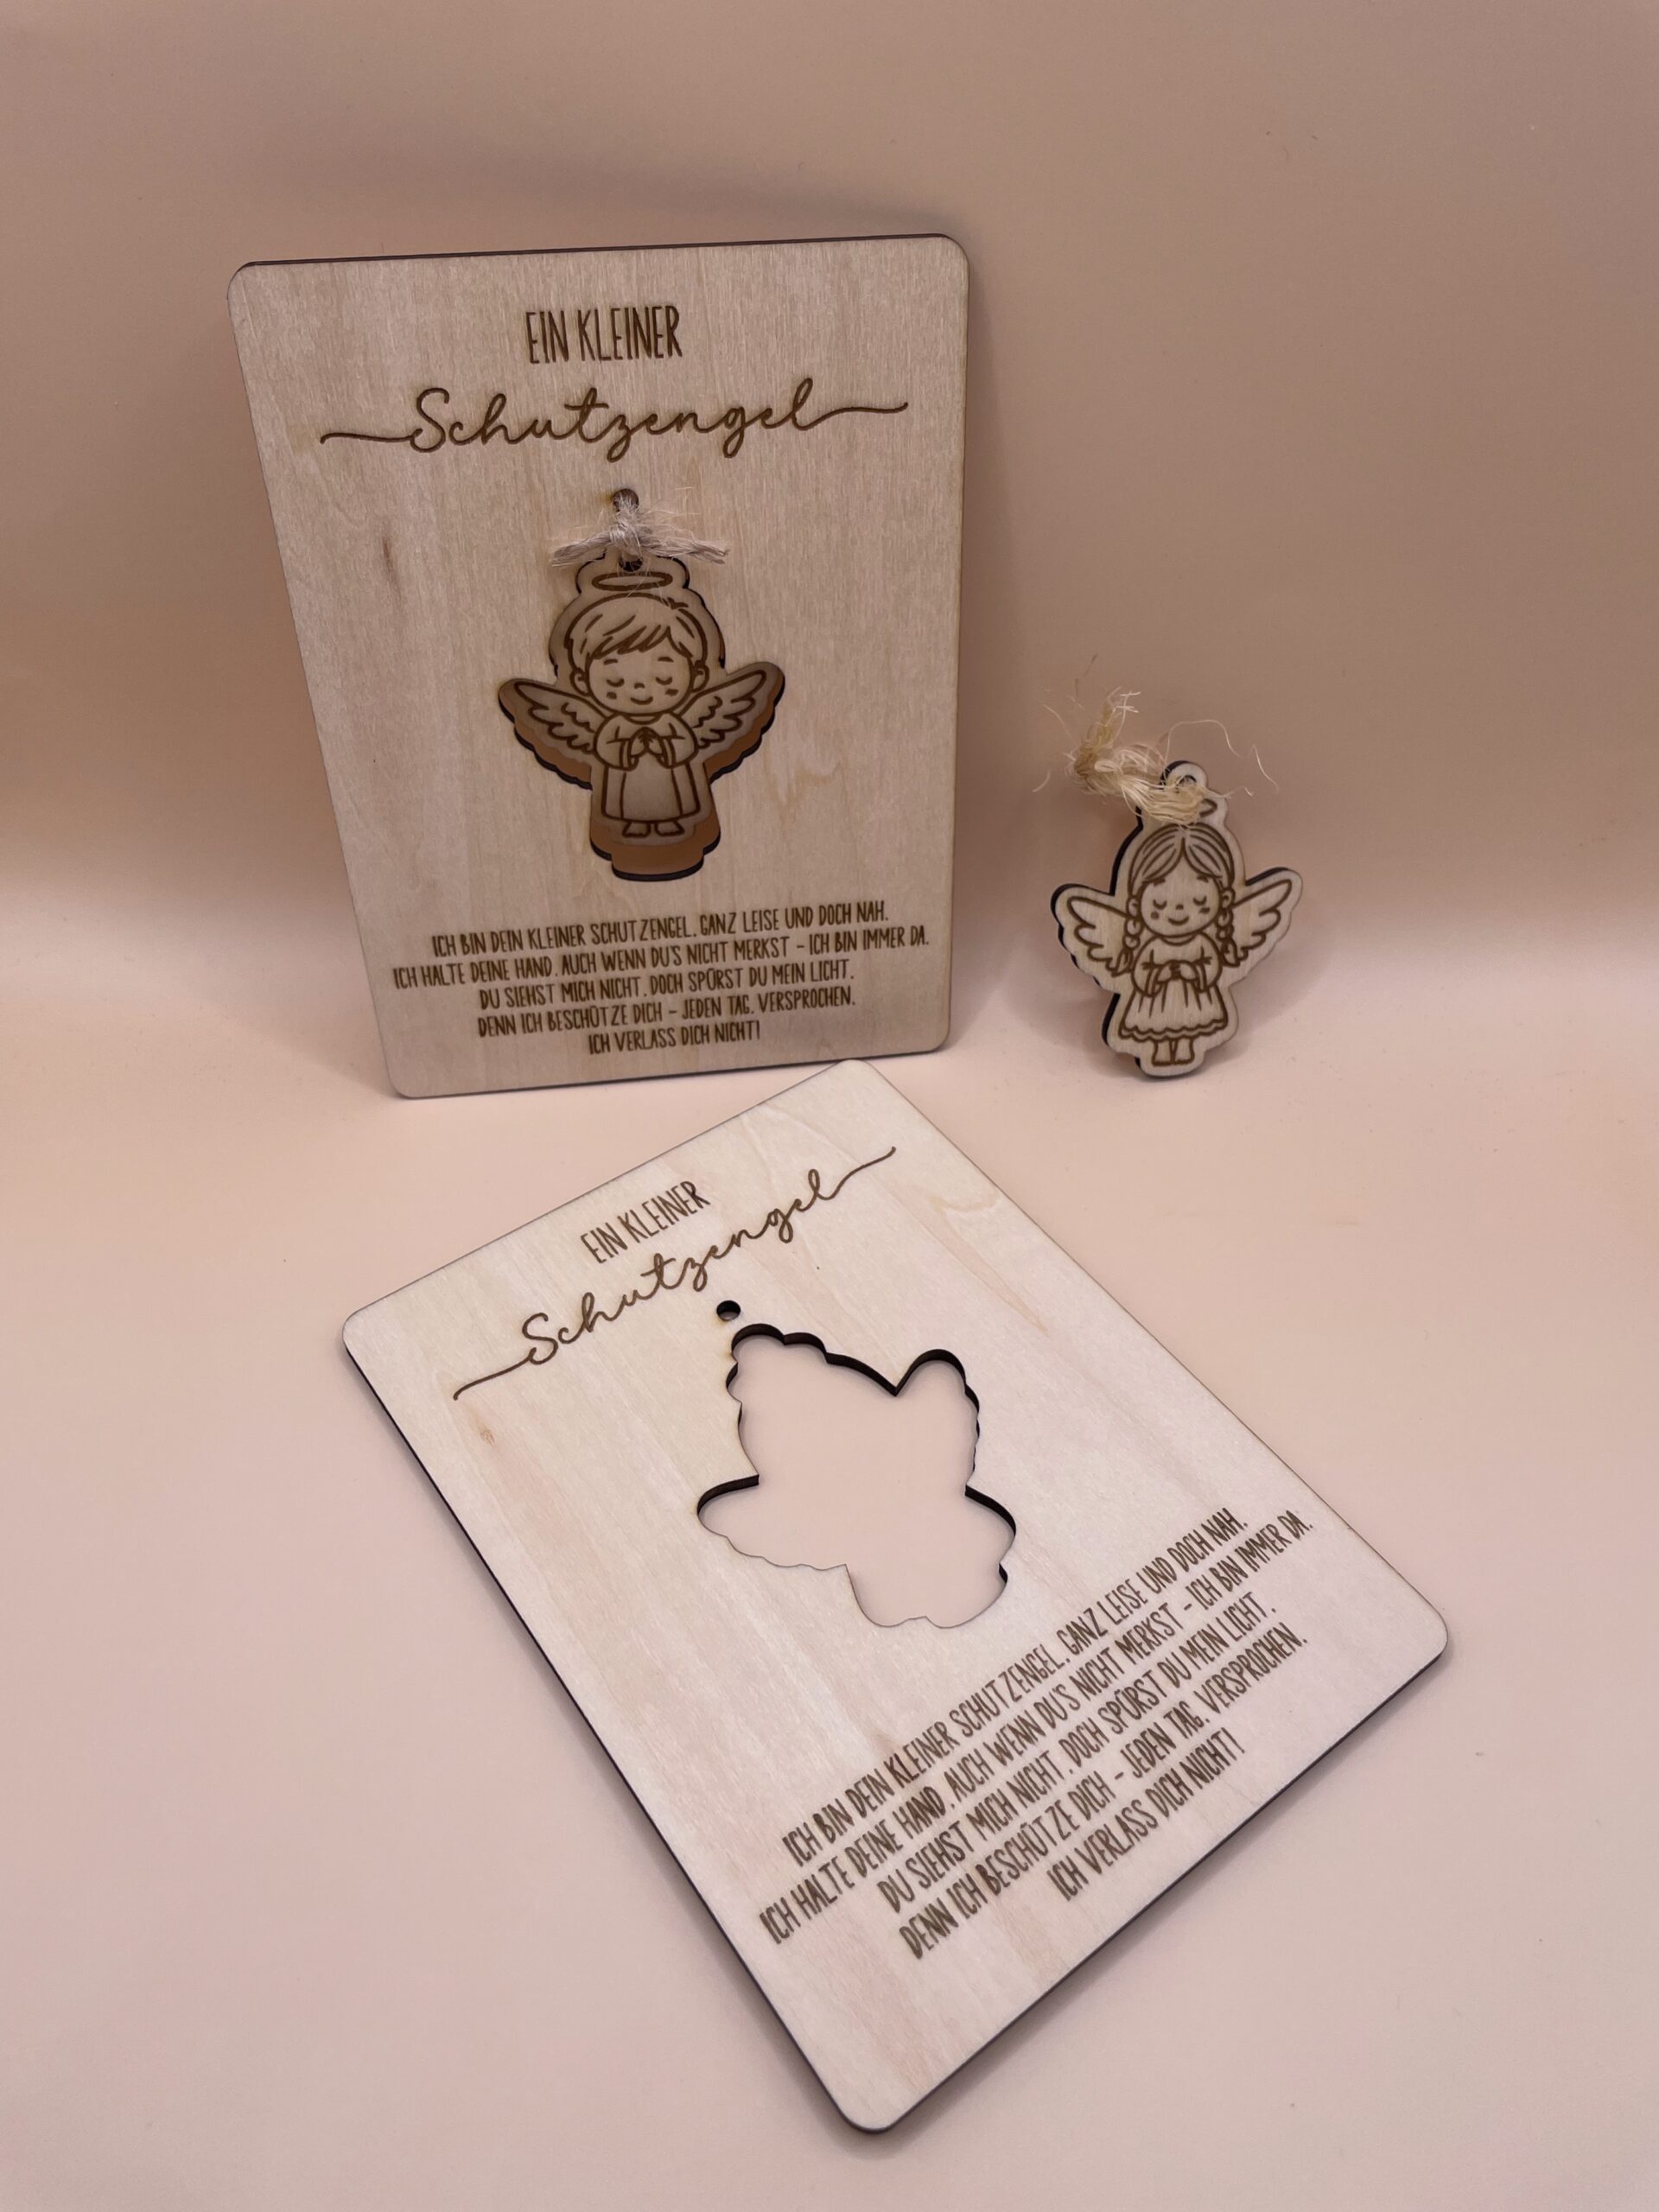 EIN KLEINER
Schutzengel
ICH BIN DEIN KLEINER SCHUTZENGEL. GANZ LEISE UND DOCH NAH.
ICH HALTE DEINE HAND. AUCH WENN DU'S NICHT MERKST - ICH BIN IMMER DA.
DU SIEHST MICH NICHT. DOCH SPÜRST DU MEIN LICHT.
DENN ICH BESCHÜTZE DICH - JEDEN TAG. VERSPROCHEN.
ICH VERLASS DICH NICHT!
EIN KLEINER
Schutzengel
ICH BIN DEIN KLEINER SCHUTZENGEL. GANZ LEISE UND DOCH NAH.
ICH HALTE DEINE HAND. AUCH WENN DU'S NICHT MERKST - ICH BIN IMMER DA.
DU SIEHST MICH NICHT. DOCH SPÜRST DU MEIN LICHT.
DENN ICH BESCHÜTZE DICH - JEDEN TAG. VERSPROCHEN.
ICH VERLASS DICH NICHT!